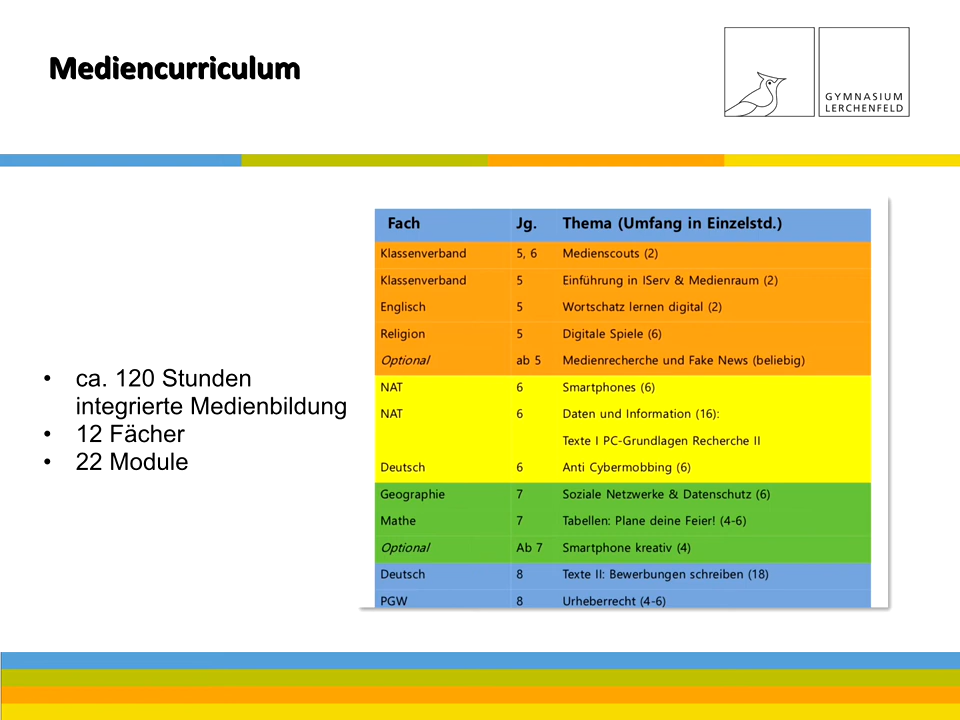 Mediencurriculum
GYMNASIUM
LERCHENFELD
• ca. 120 Stunden
integrierte Medienbildung
• 12 Fächer
• 22 Module
Fach Jg. Thema (Umfang in Einzelstd.)
Klassenverband 5, 6 Medienscouts (2)
Klassenverband 5 Einführung in IServ & Medienraum (2)
Englisch 5 Wortschatz lernen digital (2)
Religion 5 Digitale Spiele (6)
Optional ab 5 Medienrecherche und Fake News (beliebig)
NAT 6 Smartphones (6)
NAT 6 Daten und Information (16):
Texte I PC-Grundlagen Recherche II
Deutsch 6 Anti Cybermobbing (6)
Geographie 7 Soziale Netzwerke & Datenschutz (6)
Mathe 7 Tabellen: Plane deine Feier! (4-6)
Optional Ab 7 Smartphone kreativ (4)
Deutsch 8 Texte II: Bewerbungen schreiben (18)
PGW 8 Urheberrecht (4-6)